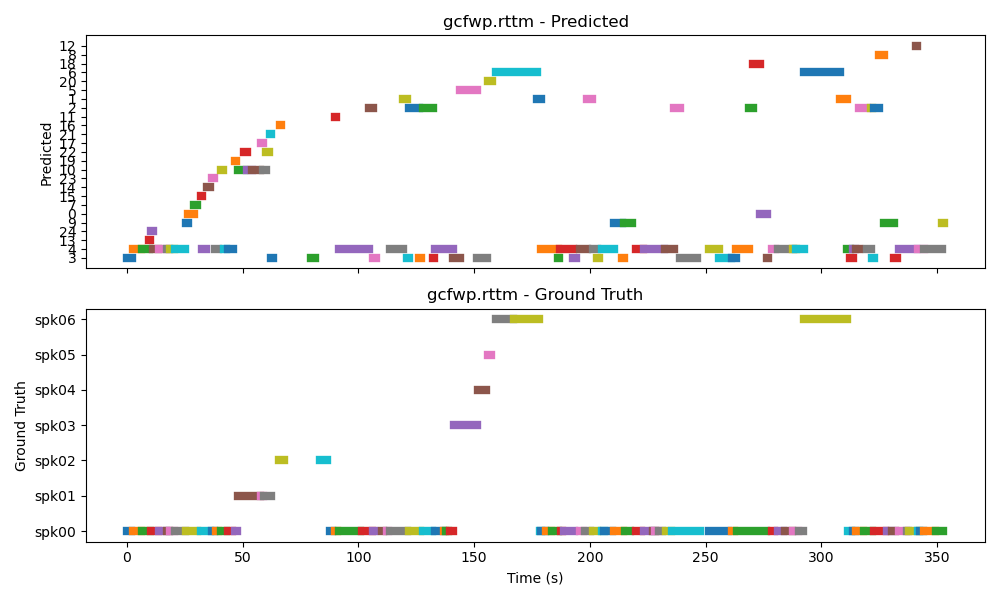 gcfwp.rttm - Predicted
Predicted
12
8
18
6
20
5
1
2
11
16
21
17
22
19
10
23
14
15
7
0
9
24
13
4
3
gcfwp.rttm - Ground Truth
Ground Truth
spk06
spk05
spk04
spk03
spk02
spk01
spk00
0 50 100 150 200 250 300 350
Time (s)